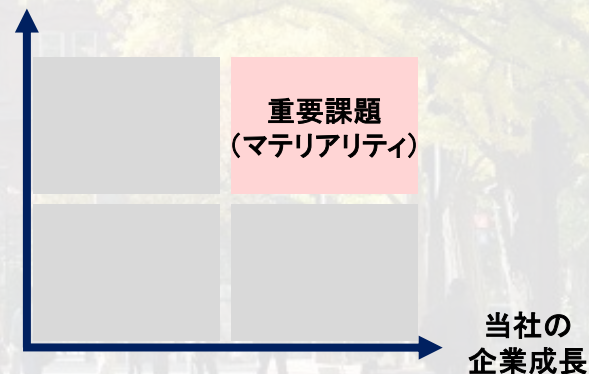 重要課題
（マテリアリティ）
当社の
企業成長